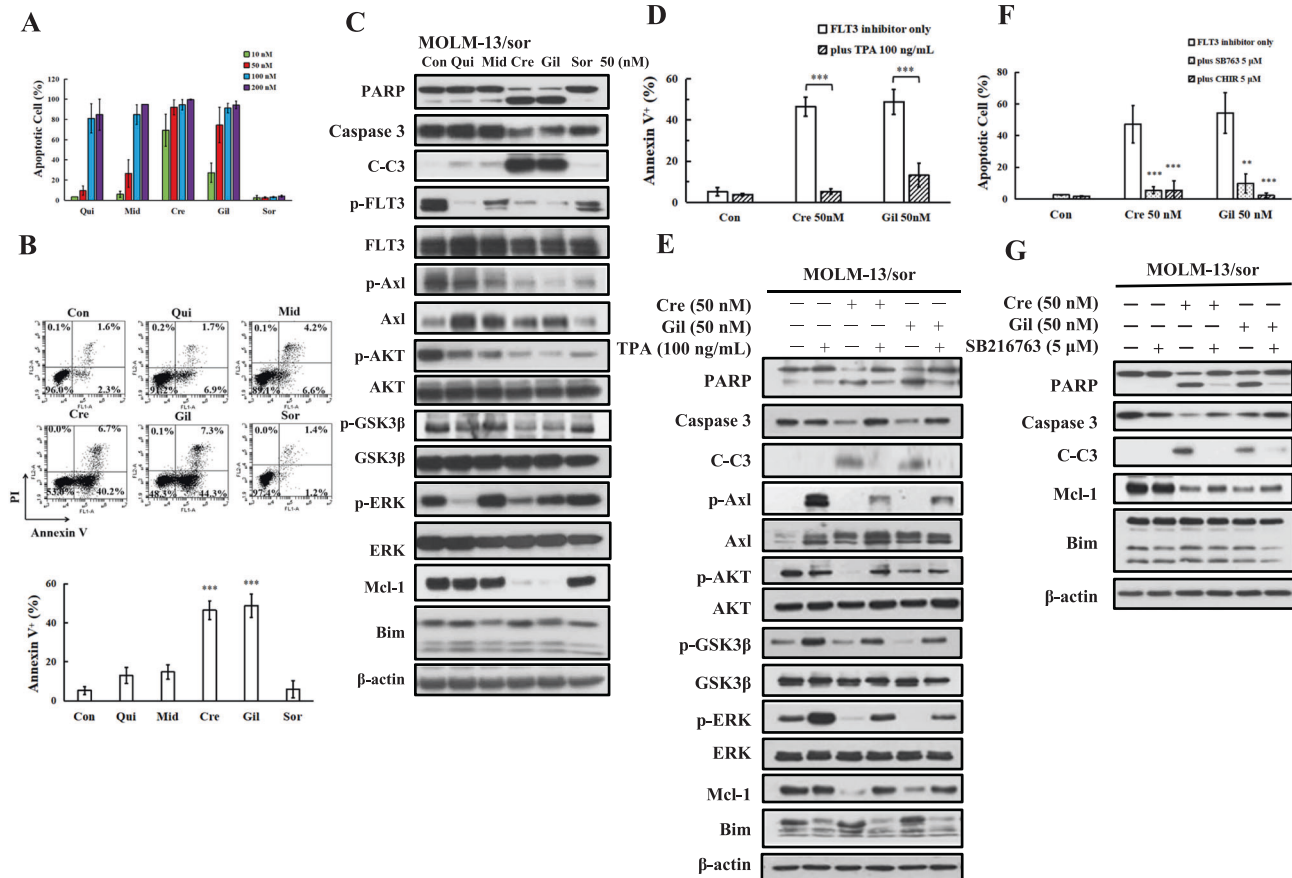 A
10 nM
50 nM
100 nM
200 nM
Apoptotic Cell (%)
100
80
60
40
20
0
Qui Mid Cre Gil Sor
B
Con Qui Mid
0.1% 1.6% 0.2% 1.7% 0.1% 4.2%
96.0% 2.3% 91.2% 6.9% 89.1% 6.6%
Cre Gil Sor
0.0% 6.7% 0.1% 7.3% 0.0% 1.4%
53.0% 40.2% 48.3% 44.3% 97.4% 1.2%
FL2-A
FL1-A
PI
Annexin V
Annexin V⁺ (%)
60
40
20
0
*** ***
Con Qui Mid Cre Gil Sor
C
MOLM-13/sor
Con Qui Mid Cre Gil Sor 50 (nM)
PARP
Caspase 3
C-C3
p-FLT3
FLT3
p-Axl
Axl
p-AKT
AKT
p-GSK3β
GSK3β
p-ERK
ERK
Mcl-1
Bim
β-actin
D
FLT3 inhibitor only
plus TPA 100 ng/mL
Annexin V⁺ (%)
60
40
20
0
*** ***
Con Cre 50nM Gil 50nM
E
MOLM-13/sor
Cre (50 nM) — — + + — —
Gil (50 nM) — — — — + +
TPA (100 ng/mL) — + — + — +
PARP
Caspase 3
C-C3
p-Axl
Axl
p-AKT
AKT
p-GSK3β
GSK3β
p-ERK
ERK
Mcl-1
Bim
β-actin
F
FLT3 inhibitor only
plus SB763 5 µM
plus CHIR 5 µM
Apoptotic Cell (%)
80
60
40
20
0
*** *** ** ***
Con Cre 50 nM Gil 50 nM
G
MOLM-13/sor
Cre (50 nM) — — + + — —
Gil (50 nM) — — — — + +
SB216763 (5 µM) — + — + — +
PARP
Caspase 3
C-C3
Mcl-1
Bim
β-actin